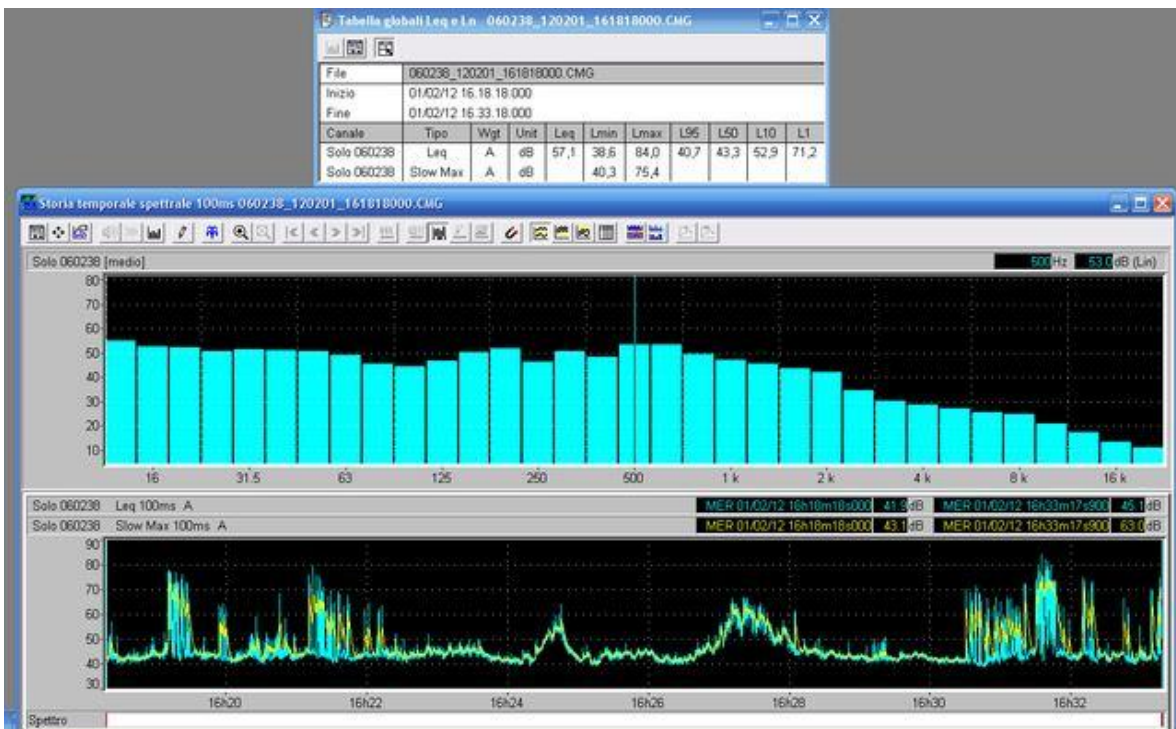 Tabella globali Leq e Ln 060238_120201_161818000.CMG
File 060238_120201_161818000.CMG
Inizio 01/02/12 16.18.18.000
Fine 01/02/12 16.33.18.000
Canale Tipo Wgt Unit Leq Lmin Lmax L95 L50 L10 L1
Solo 060238 Leq A dB 57,1 38,6 84,0 40,7 43,3 52,9 71,2
Solo 060238 Slow Max A dB 40,3 75,4
Storia temporale spettrale 100ms 060238_120201_161818000.CMG
Solo 060238 [medio] 500 Hz 53.0 dB (Lin)
80
70
60
50
40
30
20
10
16 31.5 63 125 250 500 1 k 2 k 4 k 8 k 16 k
Solo 060238 Leq 100ms A MER 01/02/12 16h18m18s000 41.9 dB MER 01/02/12 16h33m17s900 45.1 dB
Solo 060238 Slow Max 100ms A MER 01/02/12 16h18m18s000 43.1 dB MER 01/02/12 16h33m17s900 63.0 dB
90
80
70
60
50
40
30
16h20 16h22 16h24 16h26 16h28 16h30 16h32
Spettro